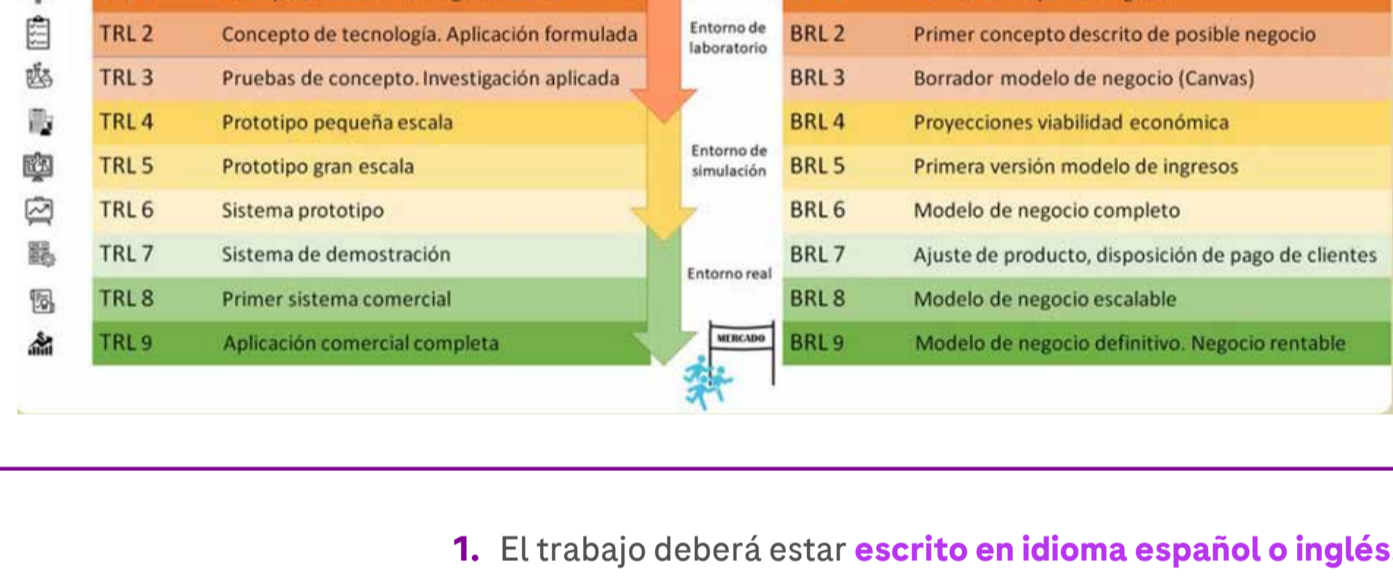 TRL 2 Concepto de tecnología. Aplicación formulada
Entorno de
laboratorio
BRL 2 Primer concepto descrito de posible negocio
TRL 3 Pruebas de concepto. Investigación aplicada
BRL 3 Borrador modelo de negocio (Canvas)
TRL 4 Prototipo pequeña escala
BRL 4 Proyecciones viabilidad económica
Entorno de
simulación
TRL 5 Prototipo gran escala
BRL 5 Primera versión modelo de ingresos
TRL 6 Sistema prototipo
BRL 6 Modelo de negocio completo
TRL 7 Sistema de demostración
BRL 7 Ajuste de producto, disposición de pago de clientes
Entorno real
TRL 8 Primer sistema comercial
BRL 8 Modelo de negocio escalable
TRL 9 Aplicación comercial completa
MERCADO
BRL 9 Modelo de negocio definitivo. Negocio rentable
1. El trabajo deberá estar escrito en idioma español o inglés